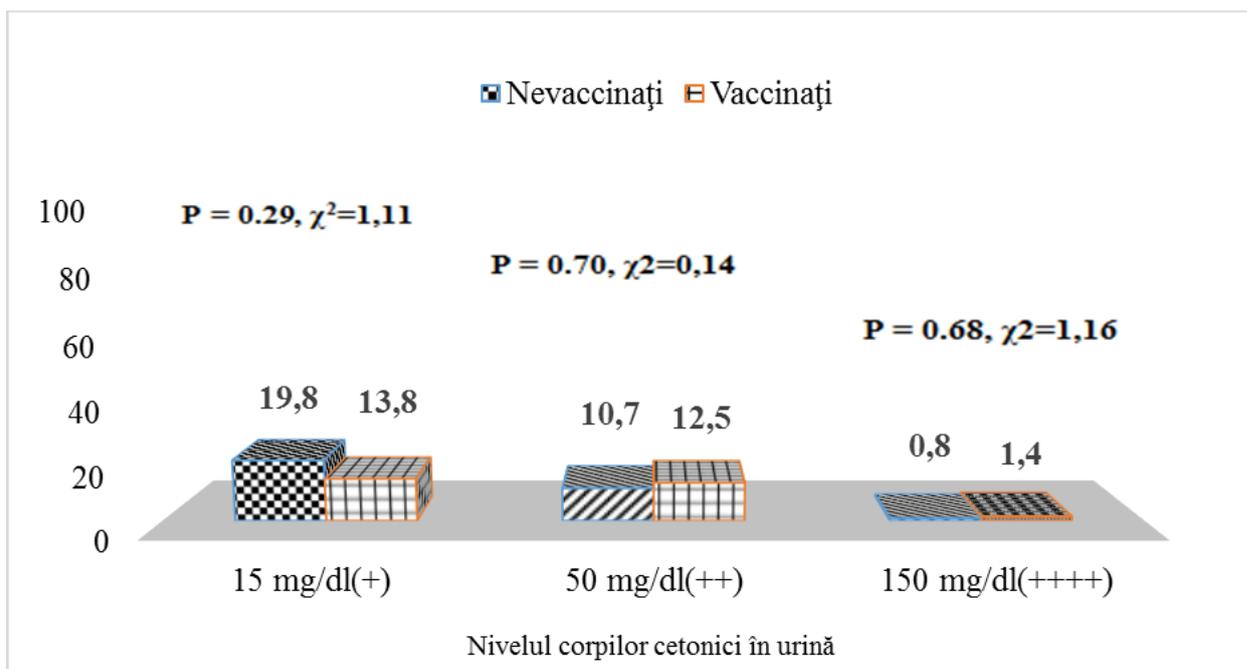 Nevaccinaţi Vaccinaţi
100
P = 0.29, χ²=1,11
80
P = 0.70, χ2=0,14
60
P = 0.68, χ2=1,16
40
19,8 13,8 10,7 12,5 0,8 1,4
20
0
15 mg/dl(+) 50 mg/dl(++) 150 mg/dl(++++)
Nivelul corpilor cetonici în urină